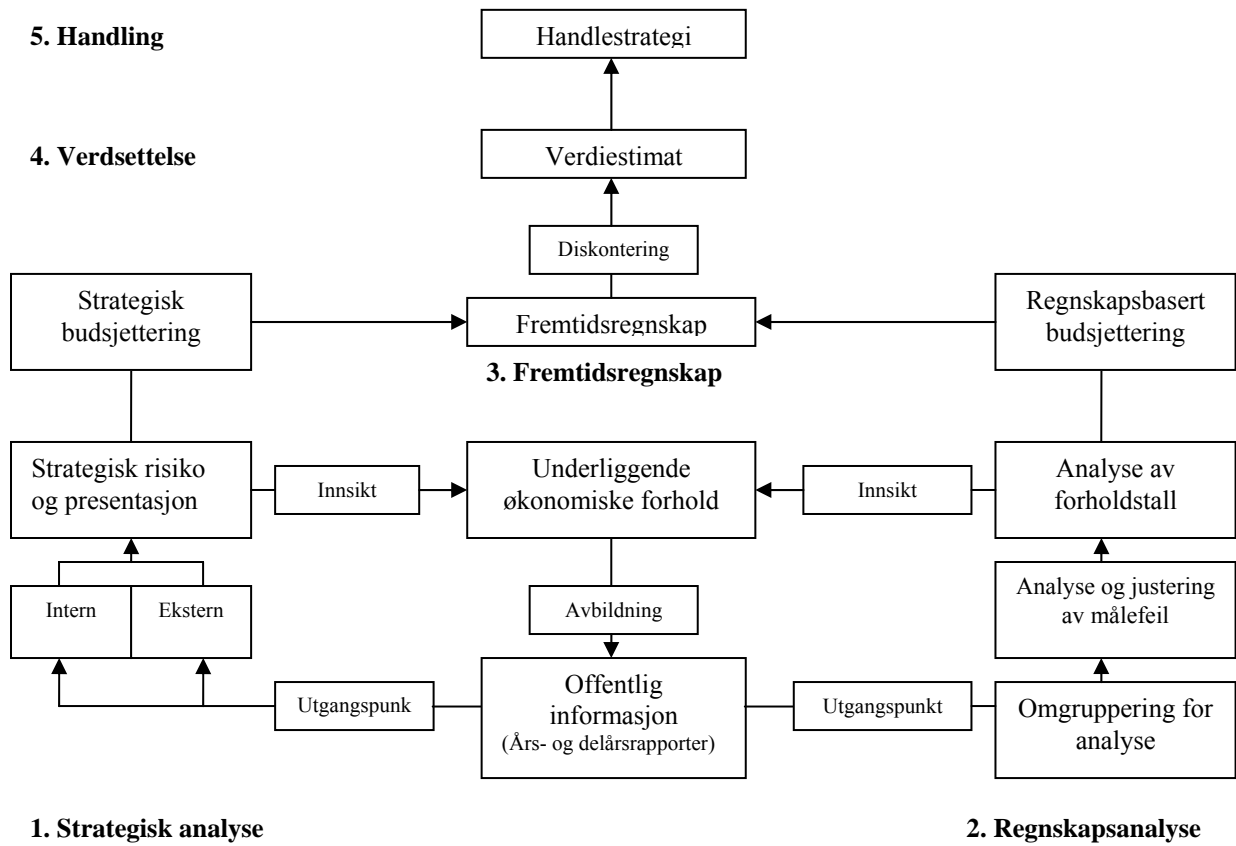 5. Handling
Handlestrategi
4. Verdsettelse
Verdiestimat
Diskontering
Strategisk
budsjettering
Fremtidsregnskap
Regnskapsbasert
budsjettering
3. Fremtidsregnskap
Strategisk risiko
og presentasjon
Innsikt
Underliggende
økonomiske forhold
Innsikt
Analyse av
forholdstall
Intern
Ekstern
Avbildning
Analyse og justering
av målefeil
Utgangspunk
Offentlig
informasjon
(Års- og delårsrapporter)
Utgangspunkt
Omgruppering for
analyse
1. Strategisk analyse
2. Regnskapsanalyse